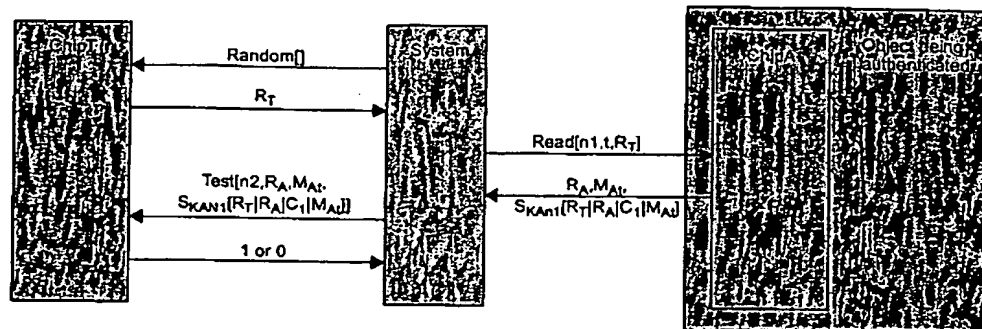 ChipT
System
Object being
authenticated
Random[]
R_T
Read[n1,t,R_T]
Test[n2,R_A,M_At,
S_KAN1{R_T|R_A|C_1|M_At}]
R_A,M_At,
S_KAn1{R_T|R_A|C_1|M_At}
1 or 0